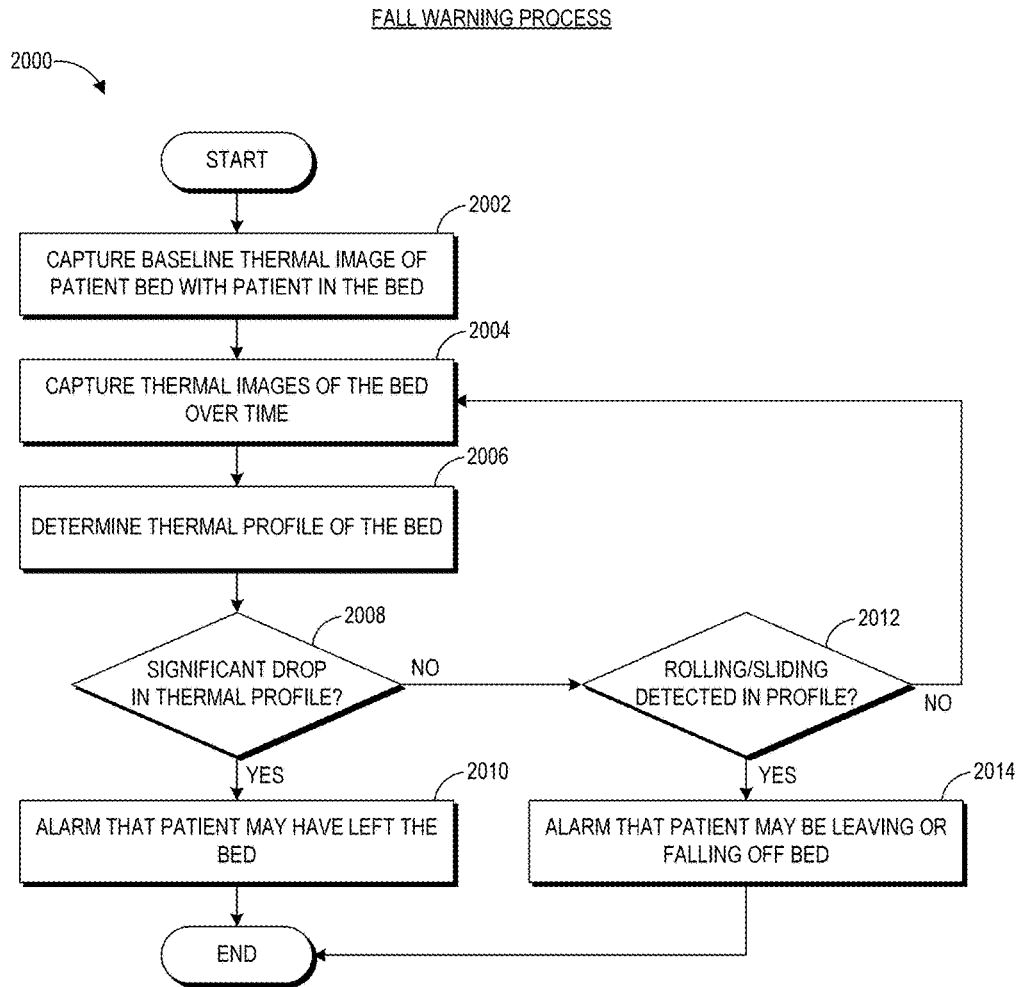 FALL WARNING PROCESS
2000
START
2002
CAPTURE BASELINE THERMAL IMAGE OF
PATIENT BED WITH PATIENT IN THE BED
2004
CAPTURE THERMAL IMAGES OF THE BED
OVER TIME
2006
DETERMINE THERMAL PROFILE OF THE BED
2008
SIGNIFICANT DROP
IN THERMAL PROFILE?
NO
YES
2012
ROLLING/SLIDING
DETECTED IN PROFILE?
NO
YES
2010
ALARM THAT PATIENT MAY HAVE LEFT THE
BED
2014
ALARM THAT PATIENT MAY BE LEAVING OR
FALLING OFF BED
END